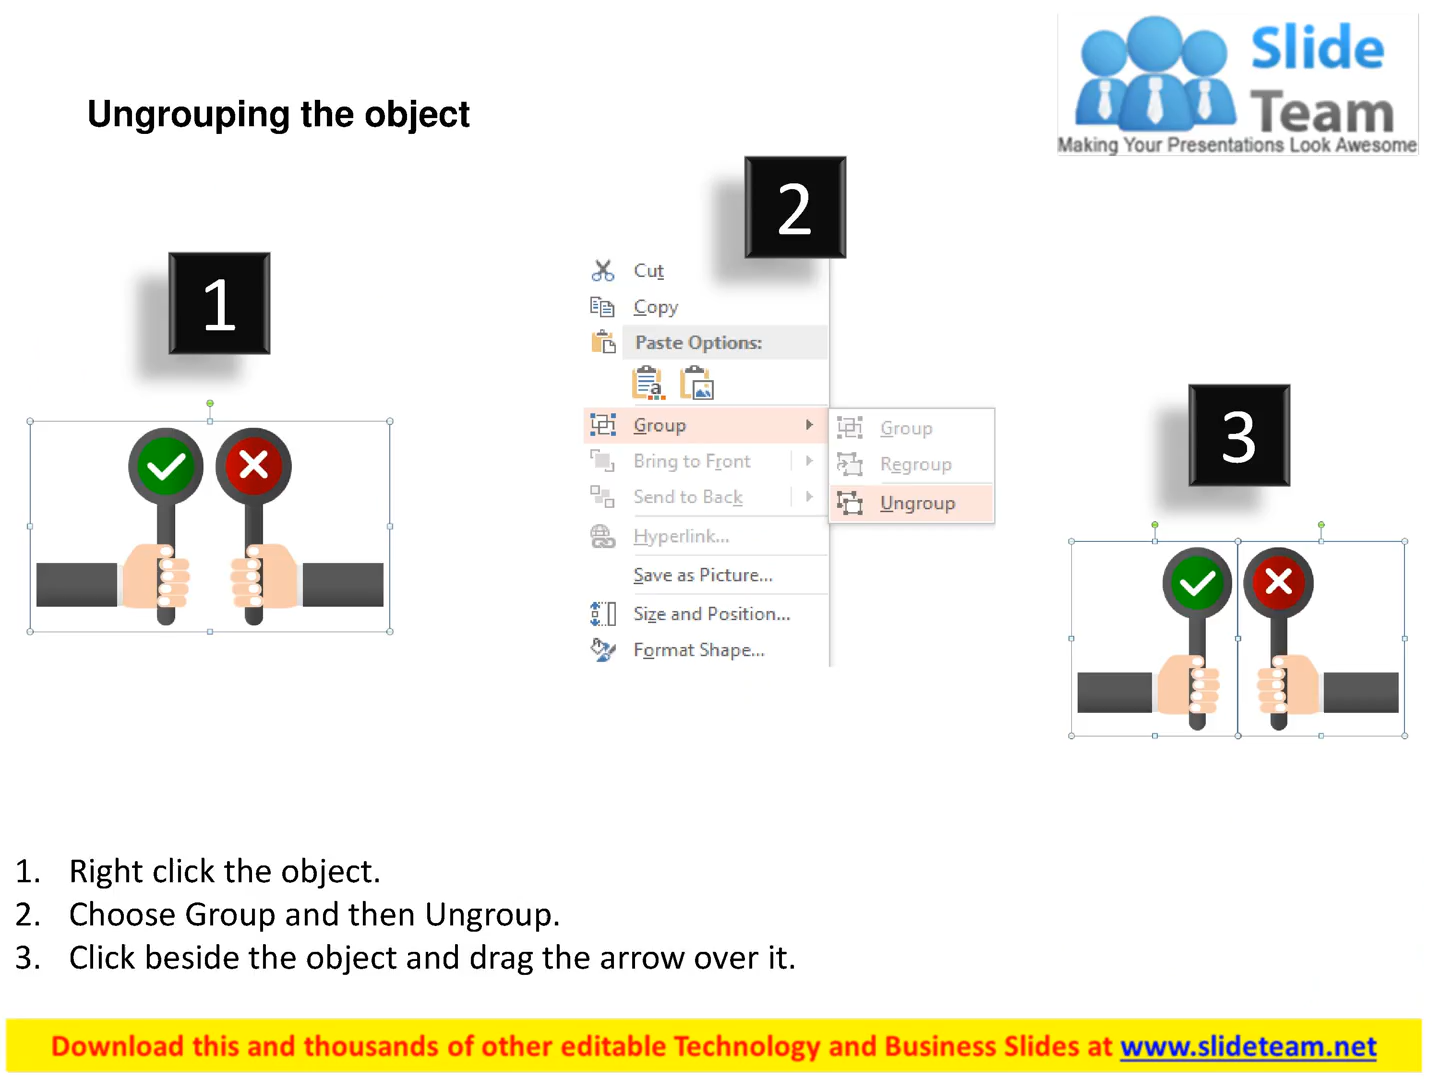 Slide
Team
Making Your Presentations Look Awesome
Ungrouping the object
1
2
Cut
Copy
Paste Options:
a
Group
Bring to Front
Send to Back
Hyperlink...
Save as Picture...
Size and Position...
Format Shape...
Group
Regroup
Ungroup
3
1. Right click the object.
2. Choose Group and then Ungroup.
3. Click beside the object and drag the arrow over it.
Download this and thousands of other editable Technology and Business Slides at www.slideteam.net